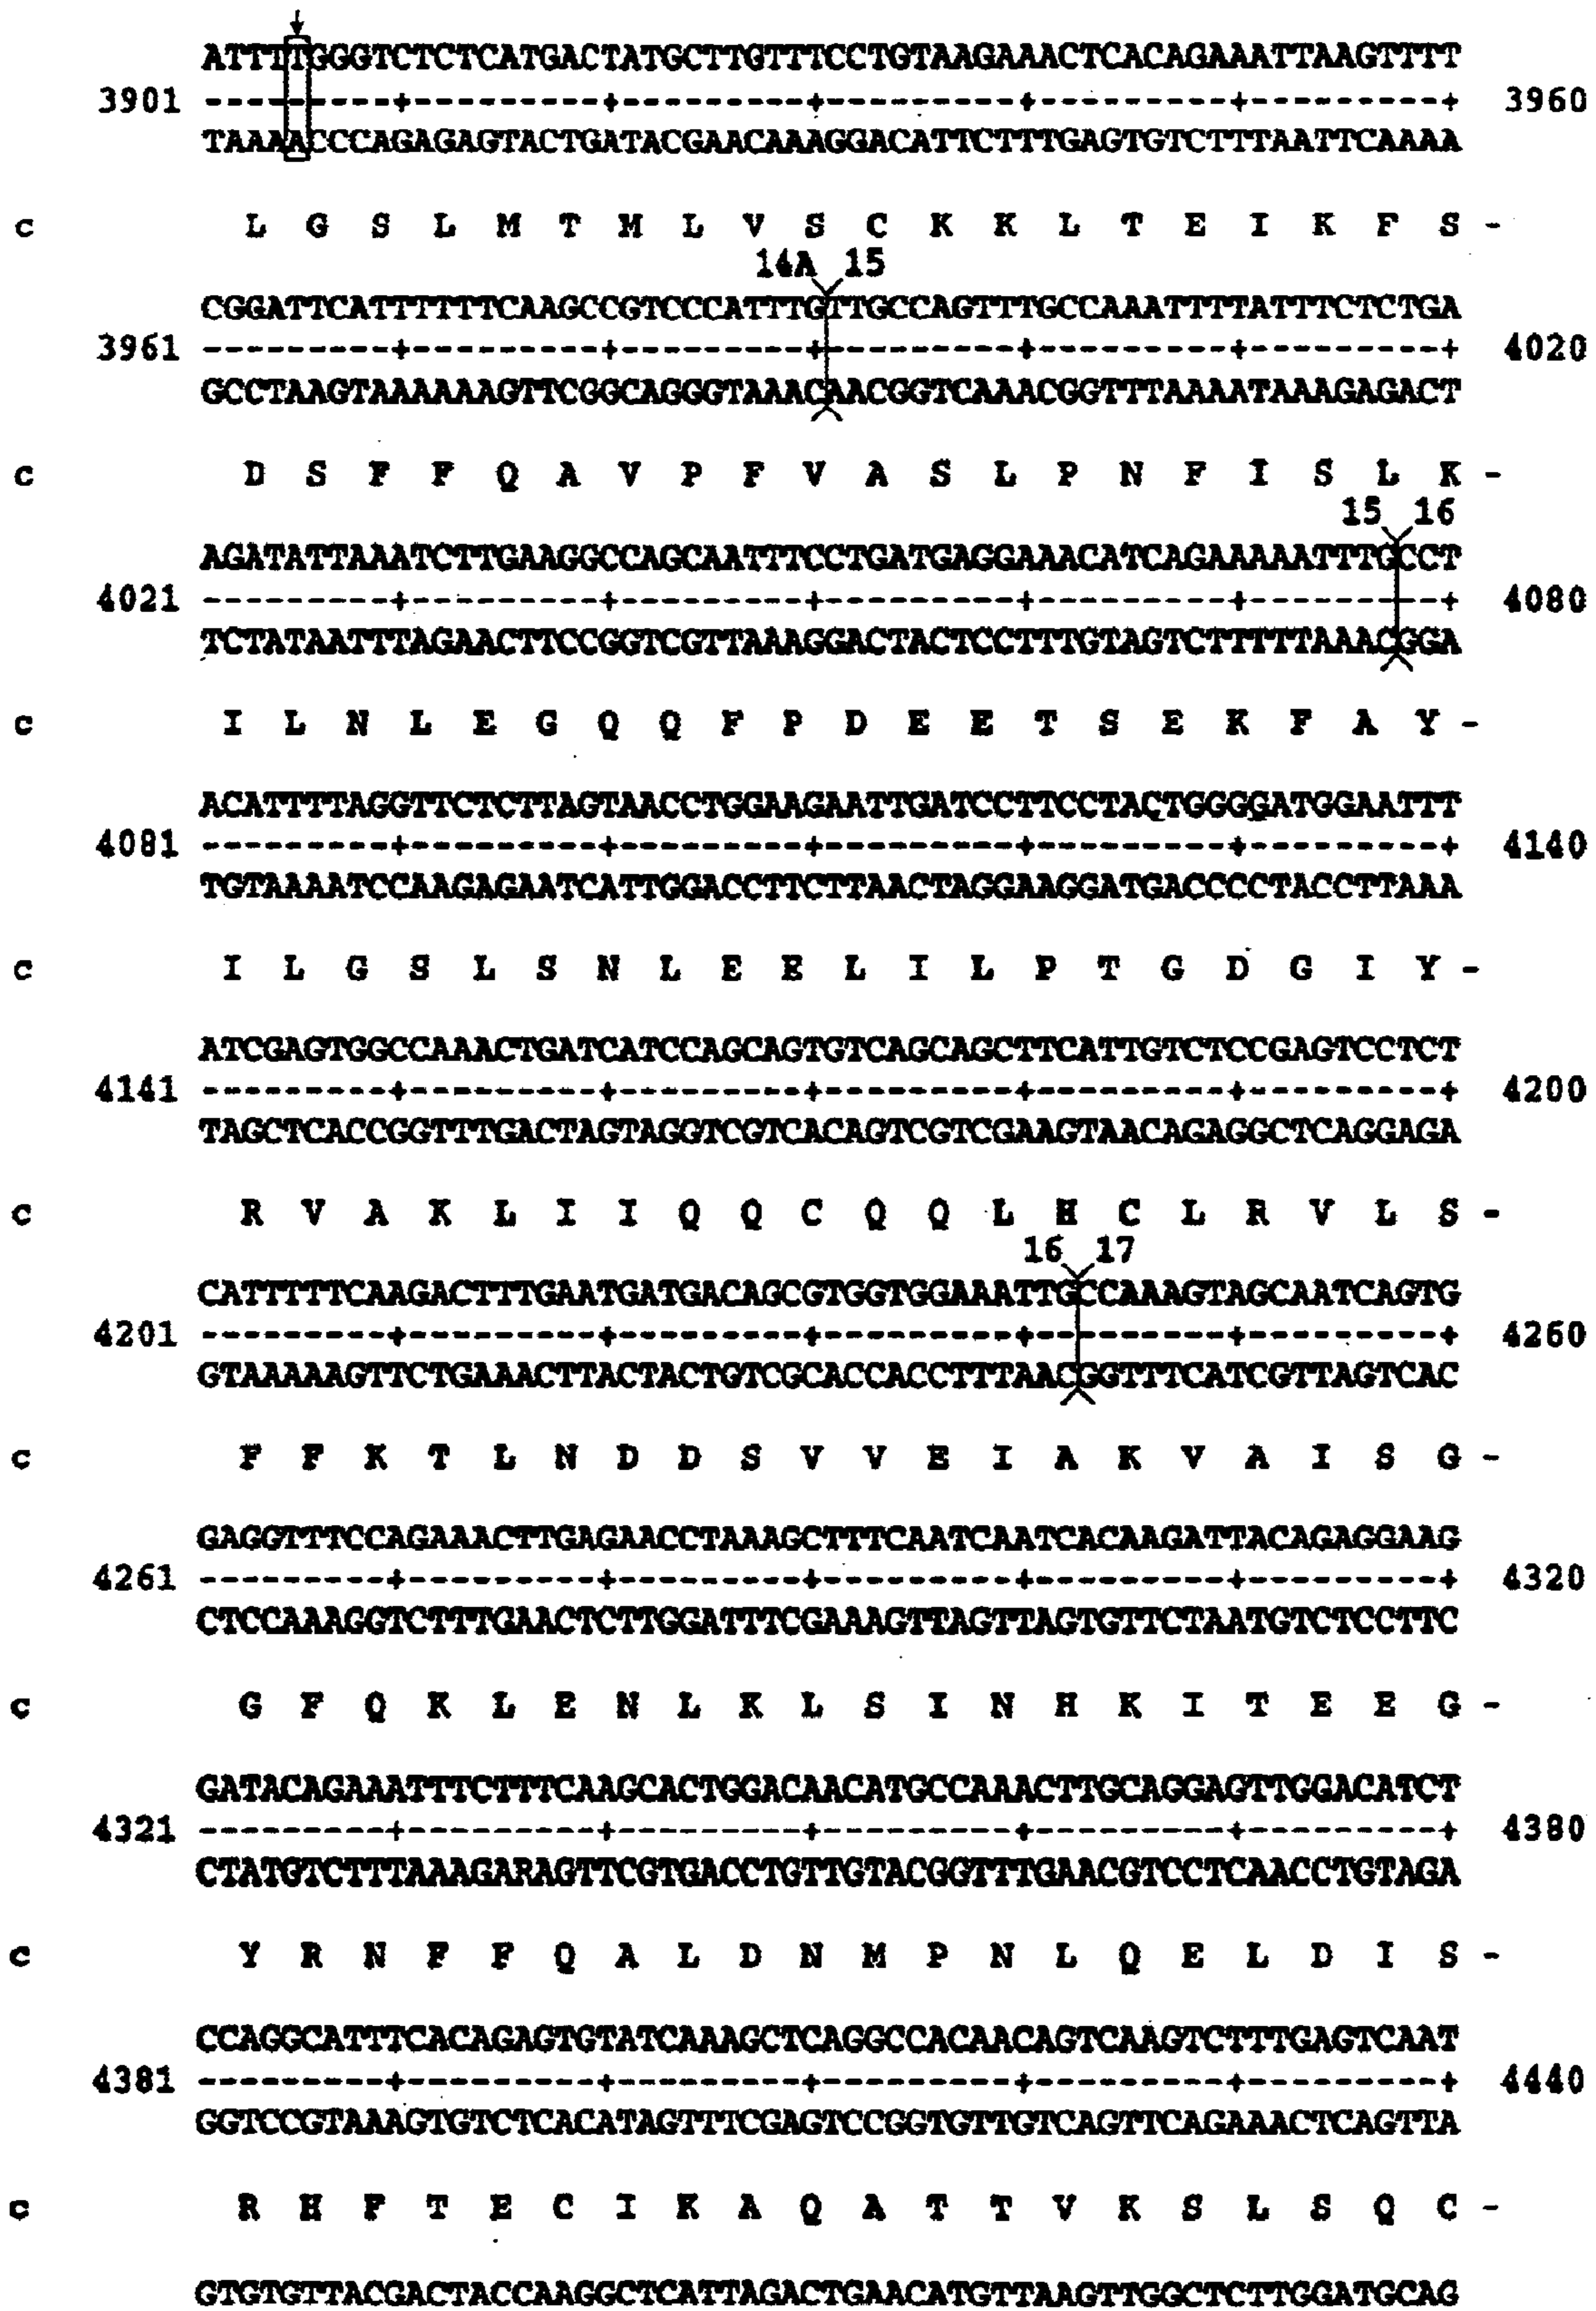 ATTTTGGGTCTCTCATGACTATGCTTGTTTCCTGTAAGAAACTCACAGAAATTAAGTTTT
3901 ---------+---------+---------+---------+---------+---------+ 3960
TAAAACCCAGAGAGTACTGATACGAACAAAGGACATTCTTTGAGTGTCTTTAATTCAAAA
c L G S L M T M L V S C K K L T E I K F S -
14A 15
CGGATTCATTTTTTCAAGCCGTCCCATTTGTTGCCAGTTTGCCAAATTTTATTTCTCTGA
3961 ---------+---------+---------+---------+---------+---------+ 4020
GCCTAAGTAAAAAAGTTCGGCAGGGTAAACAACGGTCAAACGGTTTAAAATAAAGAGACT
c D S F F Q A V P F V A S L P N F I S L K -
15 16
AGATATTAAATCTTGAAGGCCAGCAATTTCCTGATGAGGAAACATCAGAAAAATTTGCCT
4021 ---------+---------+---------+---------+---------+---------+ 4080
TCTATAATTTAGAACTTCCGGTCGTTAAAGGACTACTCCTTTGTAGTCTTTTTAAACGGA
c I L N L E G Q Q F P D E E T S E K F A Y -
ACATTTTAGGTTCTCTTAGTAACCTGGAAGAATTGATCCTTCCTACTGGGGATGGAATTT
4081 ---------+---------+---------+---------+---------+---------+ 4140
TGTAAAATCCAAGAGAATCATTGGACCTTCTTAACTAGGAAGGATGACCCCTACCTTAAA
c I L G S L S N L E E L I L P T G D G I Y -
ATCGAGTGGCCAAACTGATCATCCAGCAGTGTCAGCAGCTTCATTGTCTCCGAGTCCTCT
4141 ---------+---------+---------+---------+---------+---------+ 4200
TAGCTCACCGGTTTGACTAGTAGGTCGTCACAGTCGTCGAAGTAACAGAGGCTCAGGAGA
c R V A K L I I Q Q C Q Q L H C L R V L S -
16 17
CATTTTTCAAGACTTTGAATGATGACAGCGTGGTGGAAATTGCCAAAGTAGCAATCAGTG
4201 ---------+---------+---------+---------+---------+---------+ 4260
GTAAAAAGTTCTGAAACTTACTACTGTCGCACCACCTTTAACGGTTTCATCGTTAGTCAC
c F F K T L N D D S V V E I A K V A I S G -
GAGGTTTCCAGAAACTTGAGAACCTAAAGCTTTCAATCAATCACAAGATTACAGAGGAAG
4261 ---------+---------+---------+---------+---------+---------+ 4320
CTCCAAAGGTCTTTGAACTCTTGGATTTCGAAAGTTAGTTAGTGTTCTAATGTCTCCTTC
c G F Q K L E N L K L S I N H K I T E E G -
GATACAGAAATTTCTTTCAAGCACTGGACAACATGCCAAACTTGCAGGAGTTGGACATCT
4321 ---------+---------+---------+---------+---------+---------+ 4380
CTATGTCTTTAAAGARAGTTCGTGACCTGTTGTACGGTTTGAACGTCCTCAACCTGTAGA
c Y R N F F Q A L D N M P N L Q E L D I S -
CCAGGCATTTCACAGAGTGTATCAAAGCTCAGGCCACAACAGTCAAGTCTTTGAGTCAAT
4381 ---------+---------+---------+---------+---------+---------+ 4440
GGTCCGTAAAGTGTCTCACATAGTTTCGAGTCCGGTGTTGTCAGTTCAGAAACTCAGTTA
c R H F T E C I K A Q A T T V K S L S Q C -
GTGTGTTACGACTACCAAGGCTCATTAGACTGAACATGTTAAGTTGGCTCTTGGATGCAG